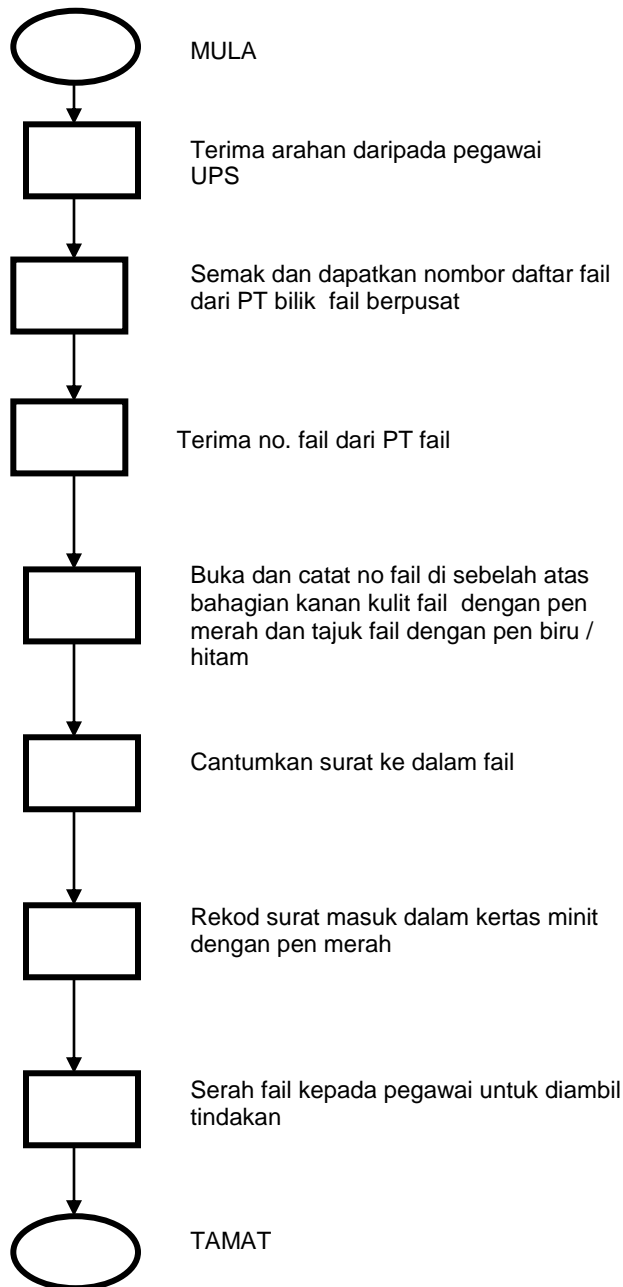 MULA
Terima arahan daripada pegawai
UPS
Semak dan dapatkan nombor daftar fail
dari PT bilik  fail berpusat
Terima no. fail dari PT fail
Buka dan catat no fail di sebelah atas
bahagian kanan kulit fail  dengan pen
merah dan tajuk fail dengan pen biru /
hitam
Cantumkan surat ke dalam fail
Rekod surat masuk dalam kertas minit
dengan pen merah
Serah fail kepada pegawai untuk diambil
tindakan
TAMAT